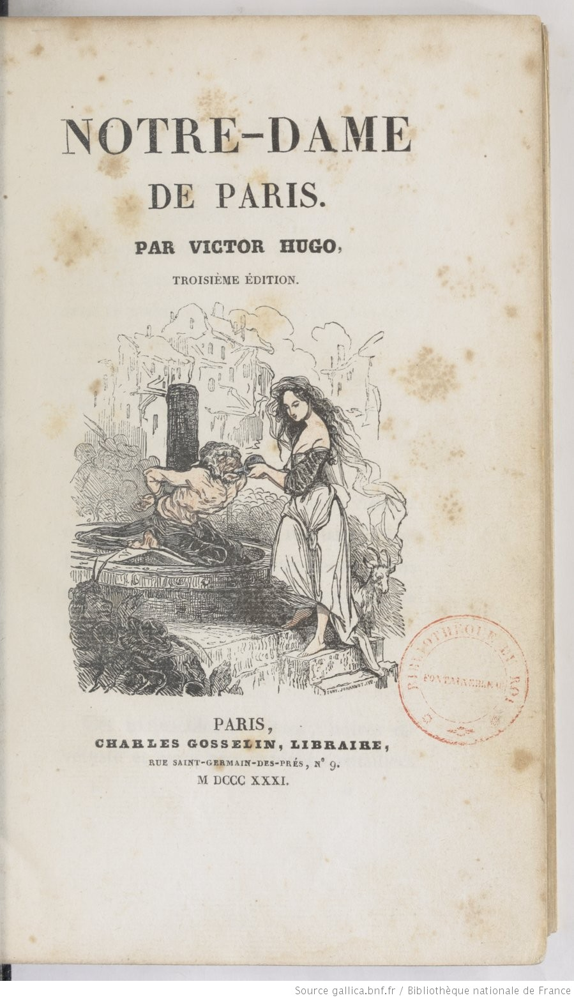 NOTRE-DAME
DE PARIS.
PAR VICTOR HUGO,
TROISIÈME ÉDITION.
TONY. JOHANNOT.
BIBLIOTHÈQUE DU ROI
FONTAINEBLEAU
PARIS,
CHARLES GOSSELIN, LIBRAIRE,
RUE SAINT-GERMAIN-DES-PRÉS, N° 9.
M DCCC XXXI.
Source gallica.bnf.fr / Bibliothèque nationale de France